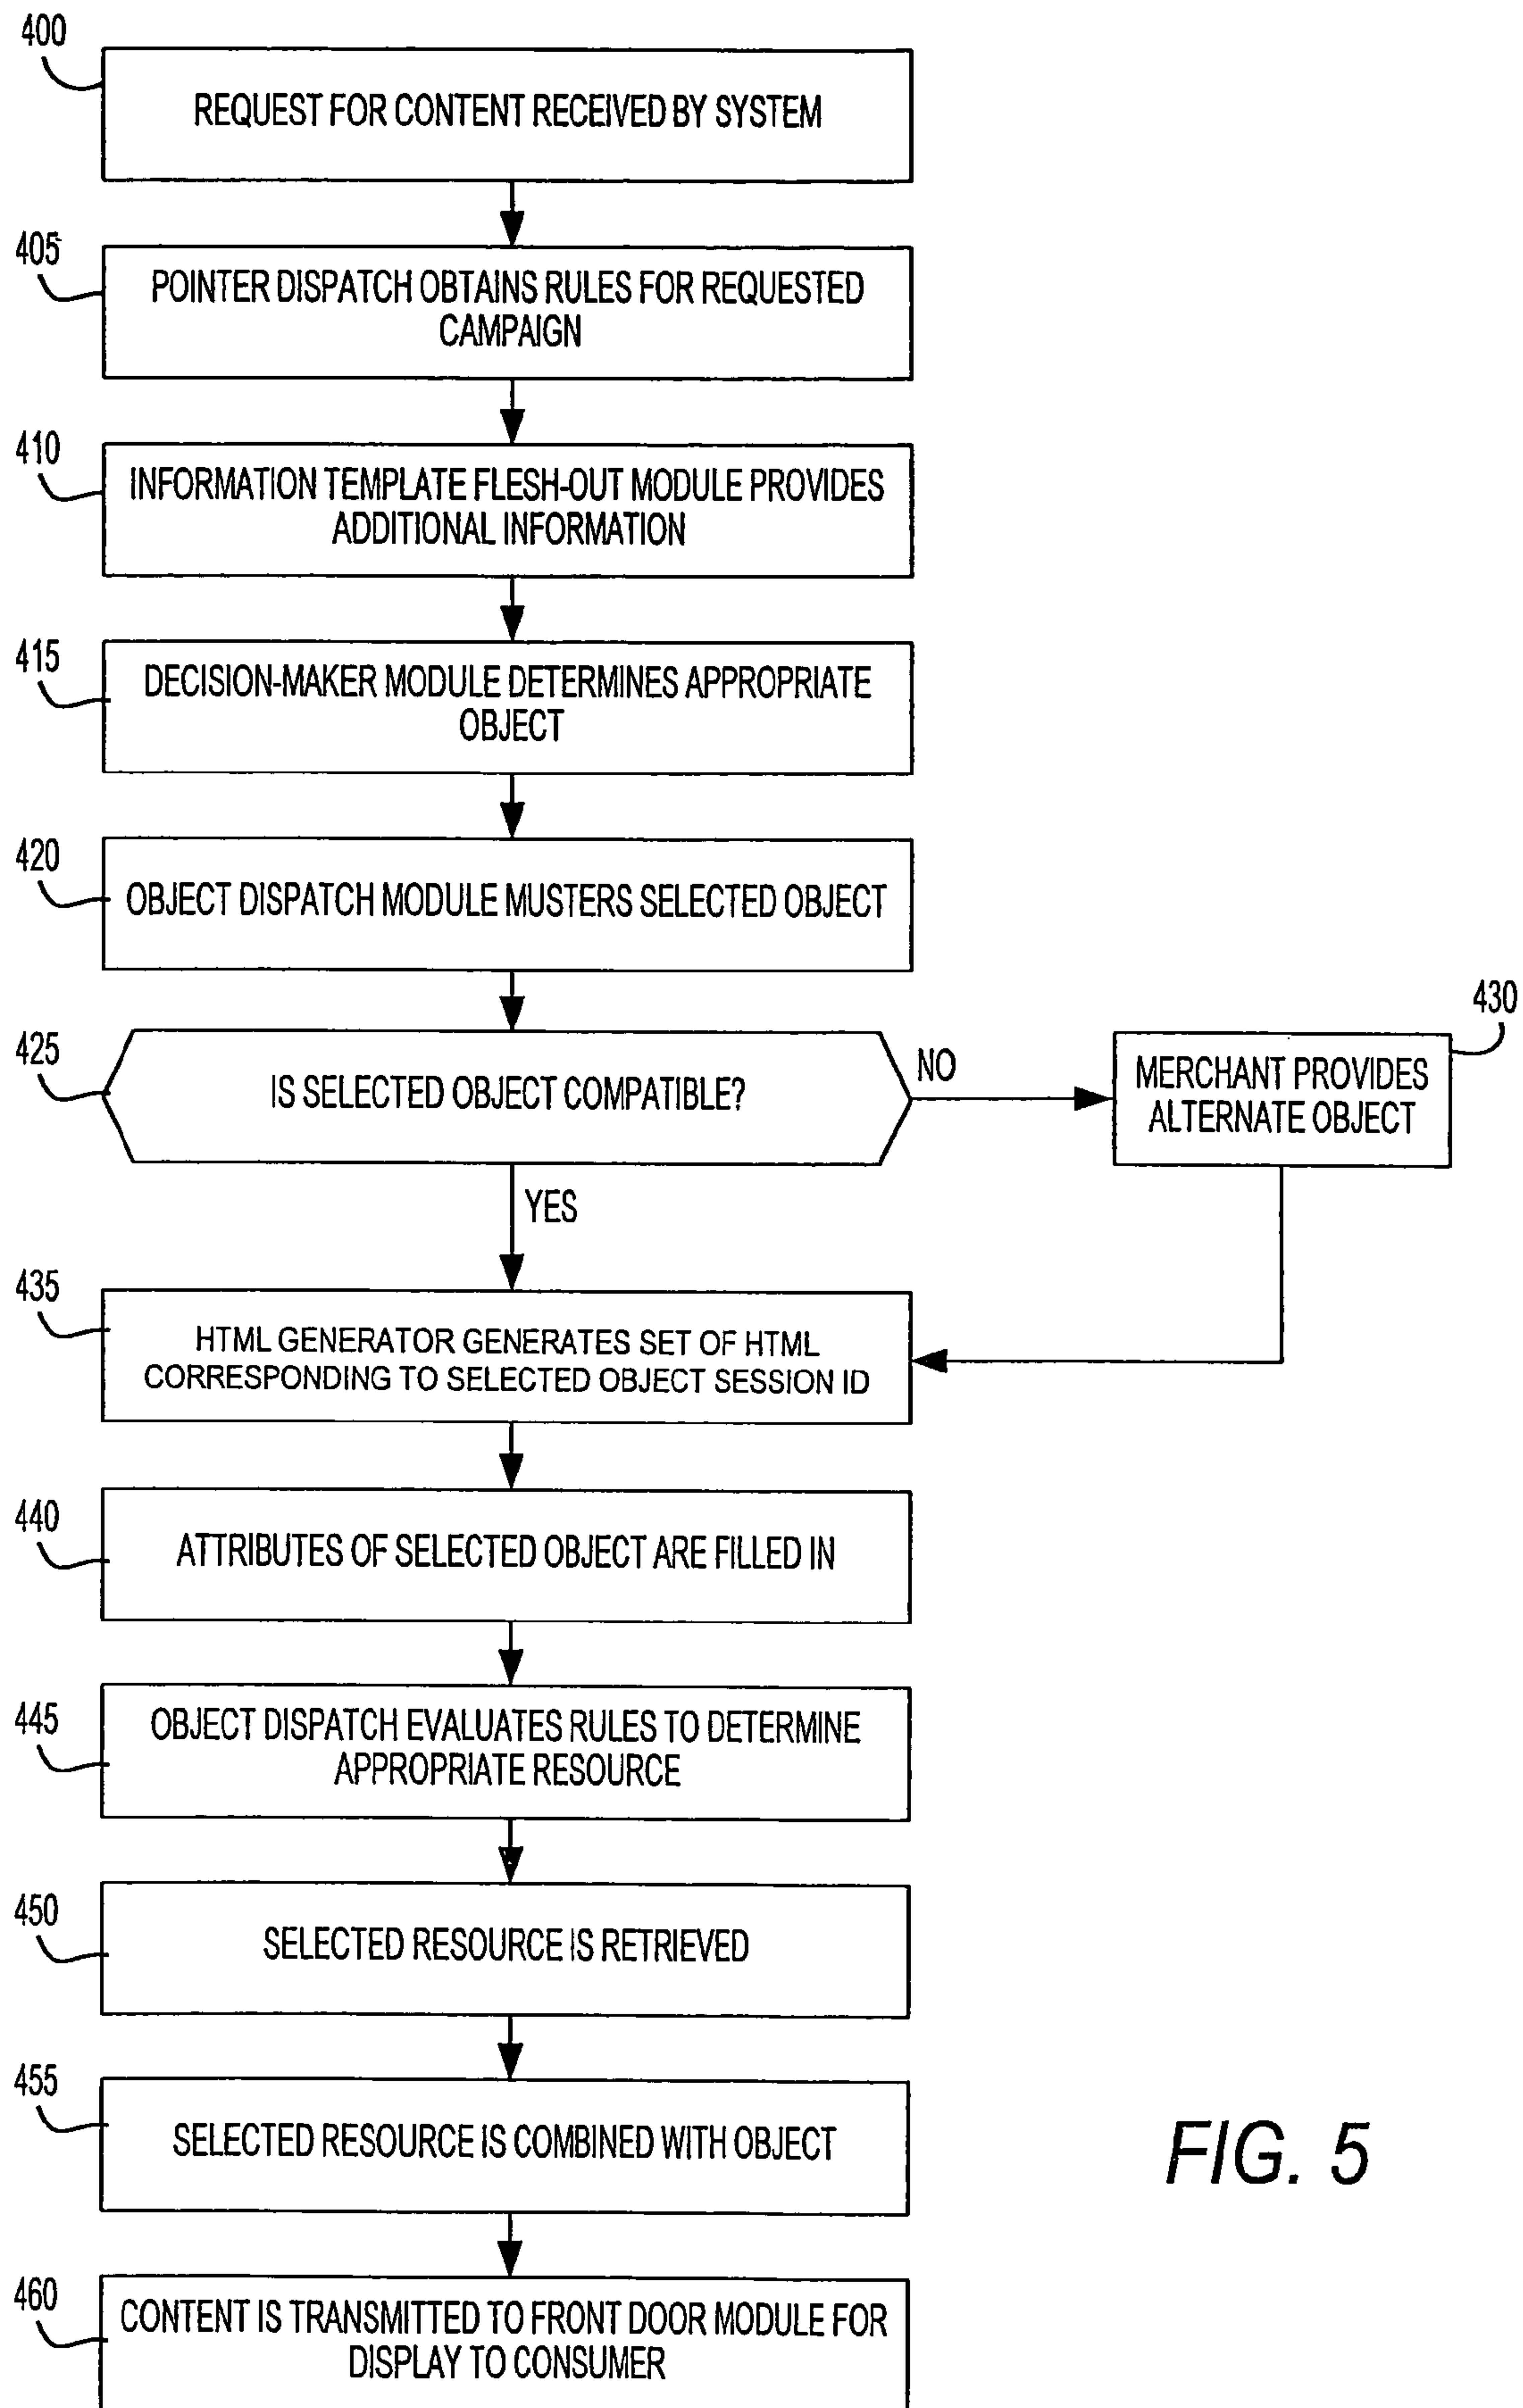 400
REQUEST FOR CONTENT RECEIVED BY SYSTEM
405
POINTER DISPATCH OBTAINS RULES FOR REQUESTED
CAMPAIGN
410
INFORMATION TEMPLATE FLESH-OUT MODULE PROVIDES
ADDITIONAL INFORMATION
415
DECISION-MAKER MODULE DETERMINES APPROPRIATE
OBJECT
420
OBJECT DISPATCH MODULE MUSTERS SELECTED OBJECT
425
IS SELECTED OBJECT COMPATIBLE?
NO
430
MERCHANT PROVIDES
ALTERNATE OBJECT
YES
435
HTML GENERATOR GENERATES SET OF HTML
CORRESPONDING TO SELECTED OBJECT SESSION ID
440
ATTRIBUTES OF SELECTED OBJECT ARE FILLED IN
445
OBJECT DISPATCH EVALUATES RULES TO DETERMINE
APPROPRIATE RESOURCE
450
SELECTED RESOURCE IS RETRIEVED
455
SELECTED RESOURCE IS COMBINED WITH OBJECT
FIG. 5
460
CONTENT IS TRANSMITTED TO FRONT DOOR MODULE FOR
DISPLAY TO CONSUMER